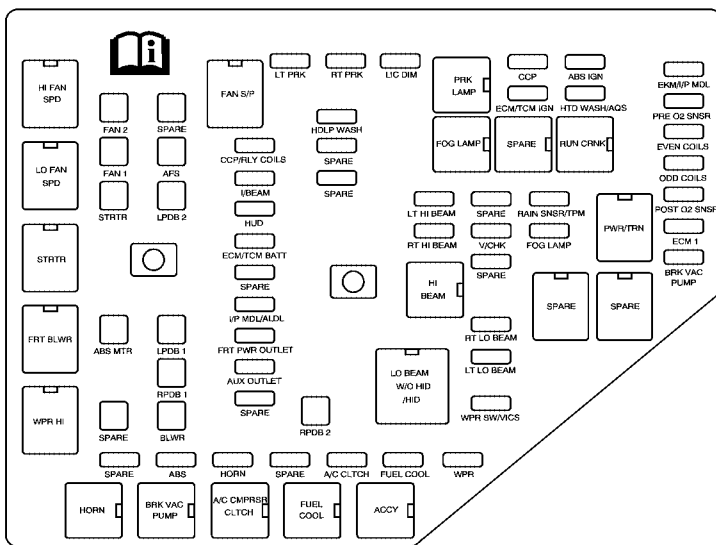 LT PRK
RT PRK
LIC DIM
HI FAN
SPD
FAN S/P
PRK
LAMP
CCP
ABS IGN
EKM/I/P MDL
ECM/TCM IGN
HTD WASH/AQS
PRE O2 SNSR
FAN 2
SPARE
HDLP WASH
FOG LAMP
SPARE
RUN CRNK
EVEN COILS
LO FAN
SPD
FAN 1
AFS
CCP/RLY COILS
SPARE
ODD COILS
I/BEAM
SPARE
STRTR
LPDB 2
HUD
LT HI BEAM
SPARE
RAIN SNSR/TPM
POST O2 SNSR
PWR/TRN
RT HI BEAM
V/CHK
FOG LAMP
ECM 1
STRTR
ECM/TCM BATT
SPARE
BRK VAC
PUMP
SPARE
HI
BEAM
SPARE
SPARE
I/P MDL/ALDL
FRT BLWR
ABS MTR
LPDB 1
FRT PWR OUTLET
RT LO BEAM
AUX OUTLET
LO BEAM
W/O HID
/HID
LT LO BEAM
RPDB 1
SPARE
WPR SW/VICS
WPR HI
SPARE
BLWR
RPDB 2
SPARE
ABS
HORN
SPARE
A/C CLTCH
FUEL COOL
WPR
HORN
BRK VAC
PUMP
A/C CMPRSR
CLTCH
FUEL
COOL
ACCY